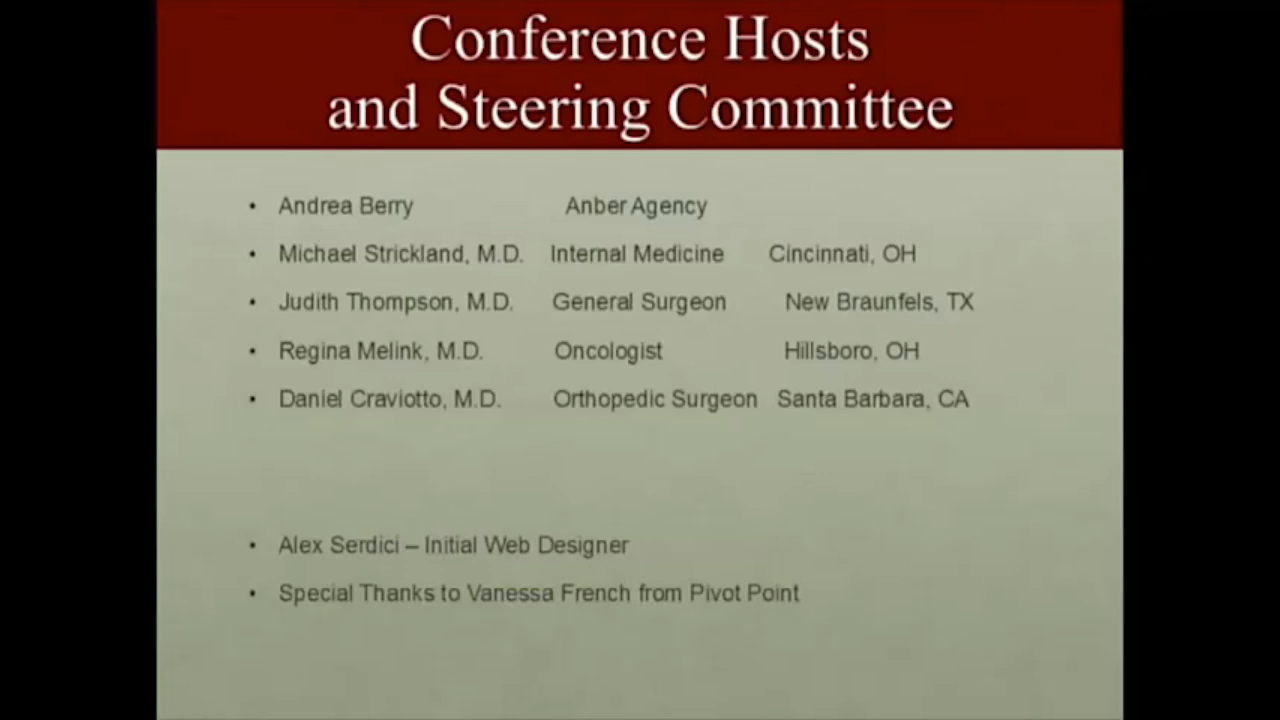 Conference Hosts
and Steering Committee
• Andrea Berry Anber Agency
• Michael Strickland, M.D. Internal Medicine Cincinnati, OH
• Judith Thompson, M.D. General Surgeon New Braunfels, TX
• Regina Melink, M.D. Oncologist Hillsboro, OH
• Daniel Craviotto, M.D. Orthopedic Surgeon Santa Barbara, CA
• Alex Serdici – Initial Web Designer
• Special Thanks to Vanessa French from Pivot Point